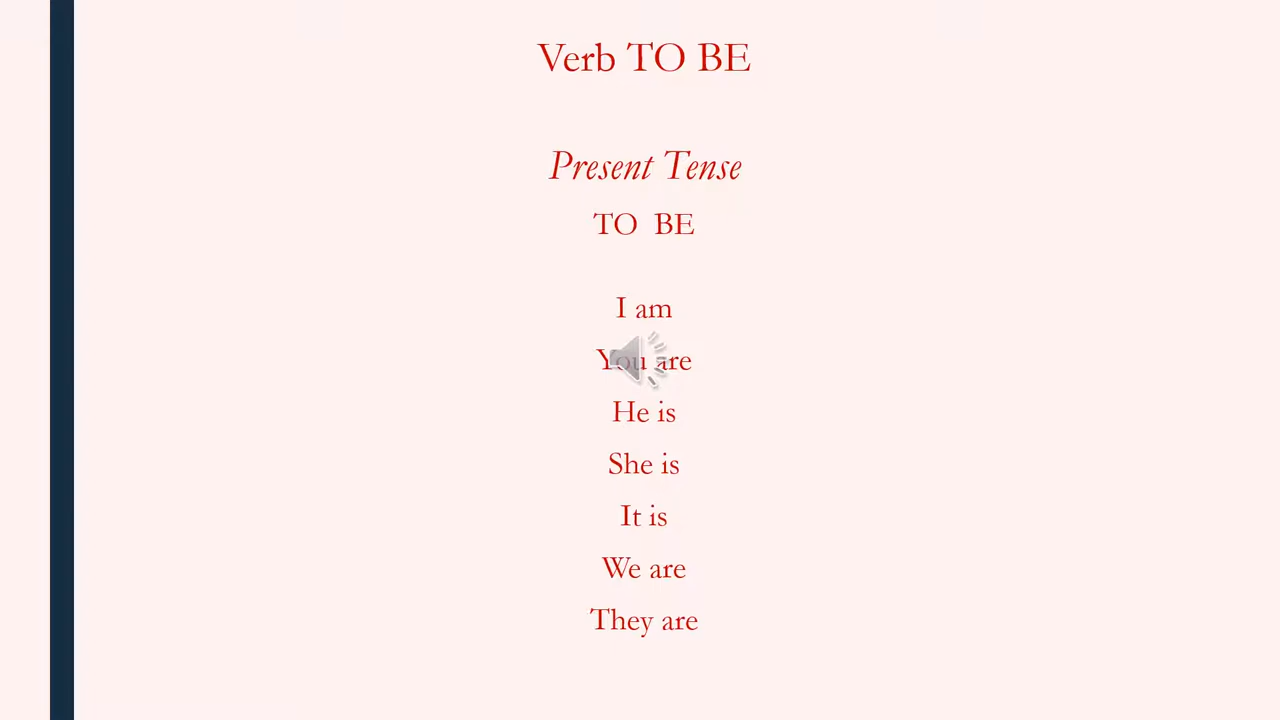 Verb TO BE
Present Tense
TO BE
I am
You are
He is
She is
It is
We are
They are